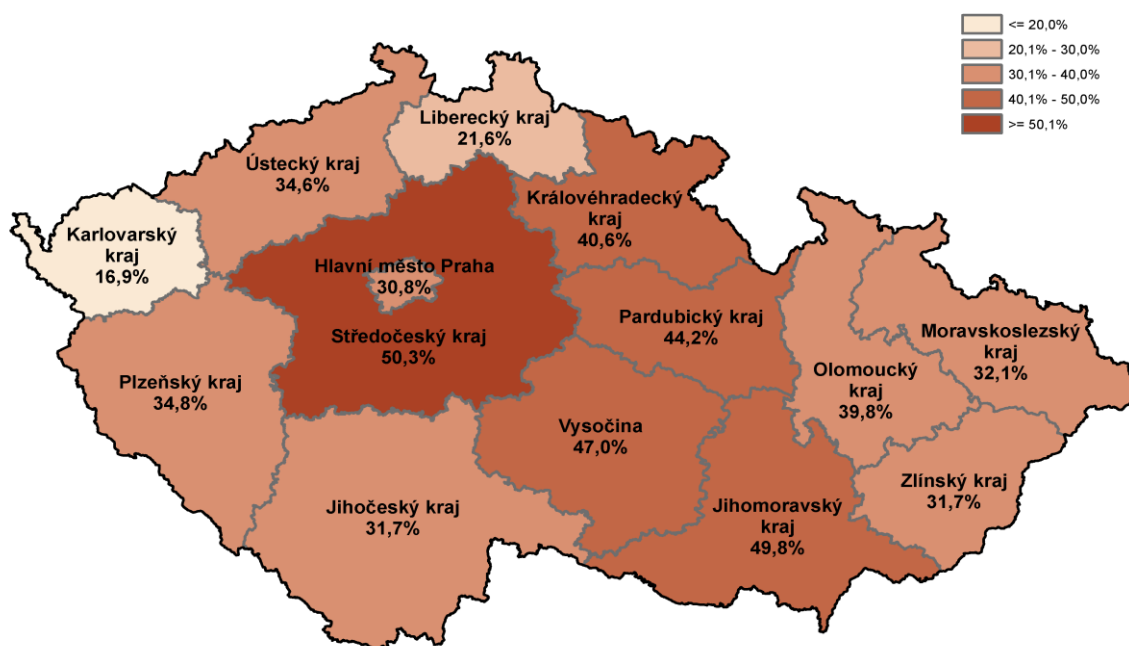 <= 20,0%
20,1% - 30,0%
30,1% - 40,0%
40,1% - 50,0%
>= 50,1%
Liberecký kraj
21,6%
Ústecký kraj
34,6%
Královéhradecký
kraj
40,6%
Karlovarský
kraj
16,9%
Hlavní město Praha
30,8%
Středočeský kraj
50,3%
Pardubický kraj
44,2%
Moravskoslezský
kraj
32,1%
Olomoucký
kraj
39,8%
Plzeňský kraj
34,8%
Vysočina
47,0%
Zlínský kraj
31,7%
Jihočeský kraj
31,7%
Jihomoravský
kraj
49,8%